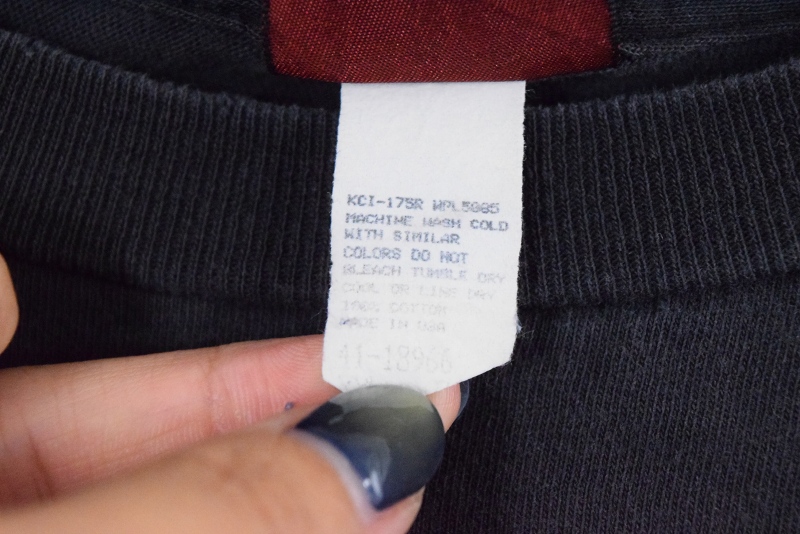 KCI-175R WPL5085
MACHINE WASH COLD
WITH SIMILAR
COLORS DO NOT
BLEACH TUMBLE DRY
COOL OR LINE DRY
100% COTTON
MADE IN USA
41-18966